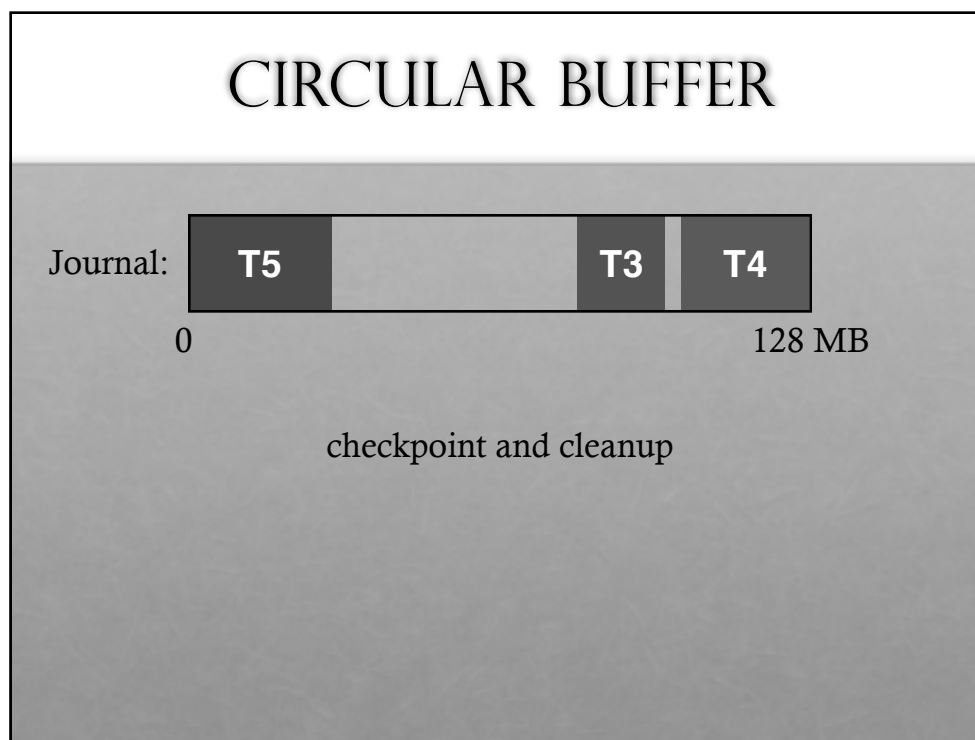 CIRCULAR BUFFER
Journal: T5 T3 T4
0 128 MB
checkpoint and cleanup